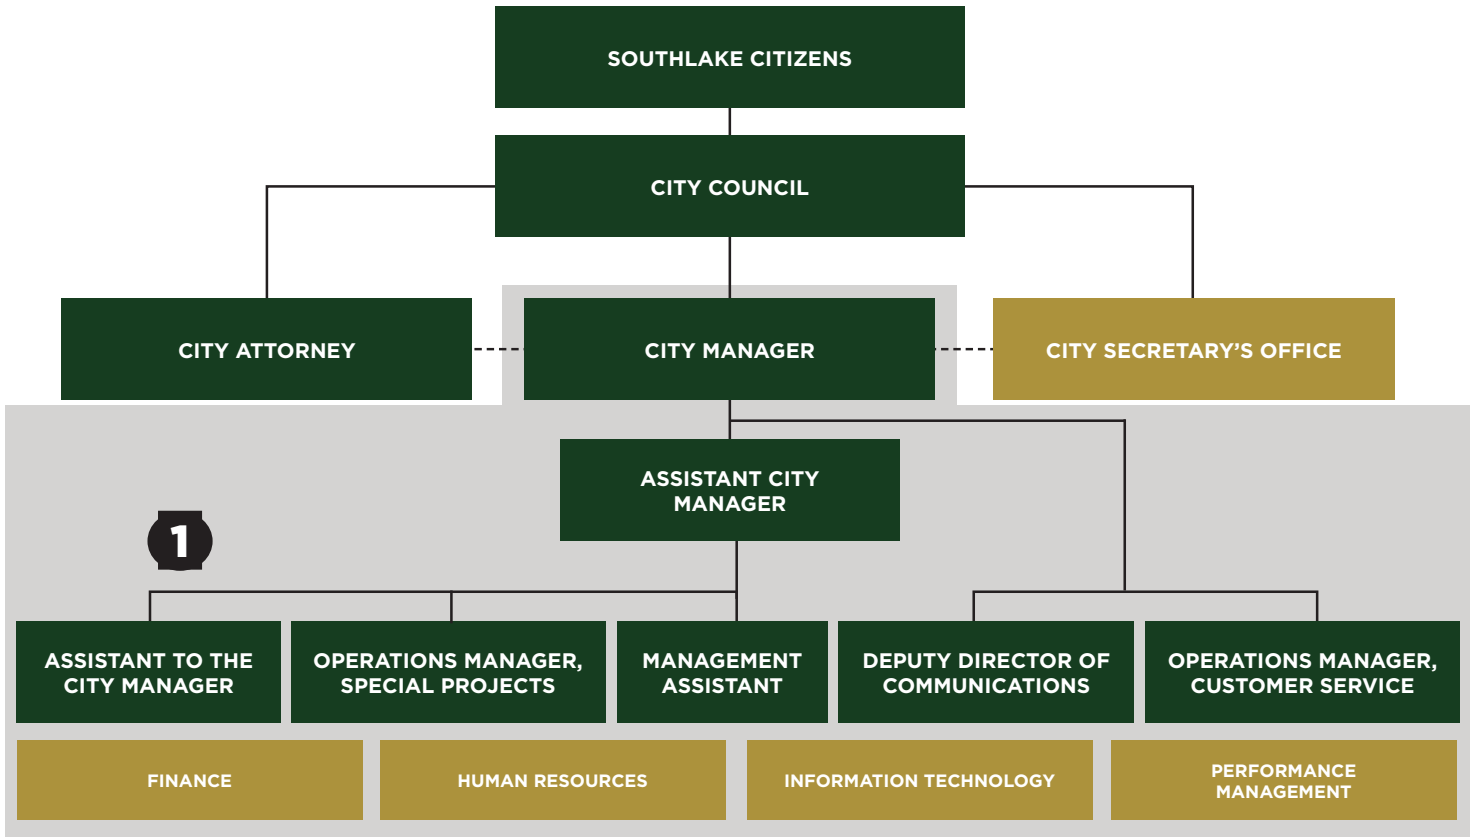 SOUTHLAKE CITIZENS
CITY COUNCIL
CITY ATTORNEY
CITY MANAGER
CITY SECRETARY’S OFFICE
ASSISTANT CITY
MANAGER
1
ASSISTANT TO THE
CITY MANAGER
OPERATIONS MANAGER,
SPECIAL PROJECTS
MANAGEMENT
ASSISTANT
DEPUTY DIRECTOR OF
COMMUNICATIONS
OPERATIONS MANAGER,
CUSTOMER SERVICE
FINANCE
HUMAN RESOURCES
INFORMATION TECHNOLOGY
PERFORMANCE
MANAGEMENT